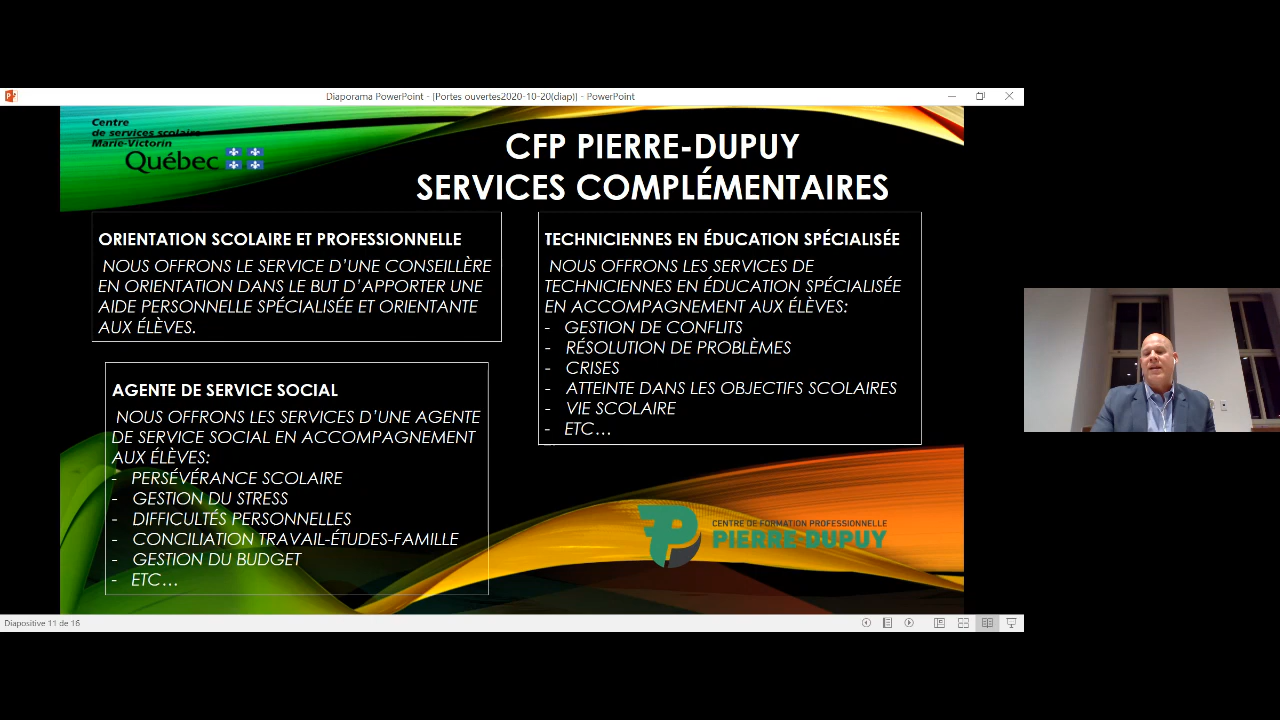 Diaporama PowerPoint - [Portes ouvertes2020-10-20(diap)] - PowerPoint
Centre
de services scolaire
Marie-Victorin
Québec
CFP PIERRE-DUPUY
SERVICES COMPLÉMENTAIRES
ORIENTATION SCOLAIRE ET PROFESSIONNELLE
NOUS OFFRONS LE SERVICE D'UNE CONSEILLÈRE
EN ORIENTATION DANS LE BUT D'APPORTER UNE
AIDE PERSONNELLE SPÉCIALISÉE ET ORIENTANTE
AUX ÉLÈVES.
AGENTE DE SERVICE SOCIAL
NOUS OFFRONS LES SERVICES D'UNE AGENTE
DE SERVICE SOCIAL EN ACCOMPAGNEMENT
AUX ÉLÈVES:
- PERSÉVÉRANCE SCOLAIRE
- GESTION DU STRESS
- DIFFICULTÉS PERSONNELLES
- CONCILIATION TRAVAIL-ÉTUDES-FAMILLE
- GESTION DU BUDGET
- ETC…
TECHNICIENNES EN ÉDUCATION SPÉCIALISÉE
NOUS OFFRONS LES SERVICES DE
TECHNICIENNES EN ÉDUCATION SPÉCIALISÉE
EN ACCOMPAGNEMENT AUX ÉLÈVES:
- GESTION DE CONFLITS
- RÉSOLUTION DE PROBLÈMES
- CRISES
- ATTEINTE DANS LES OBJECTIFS SCOLAIRES
- VIE SCOLAIRE
- ETC…
CENTRE DE FORMATION PROFESSIONNELLE
PIERRE DUPUY
Diapositive 11 de 16